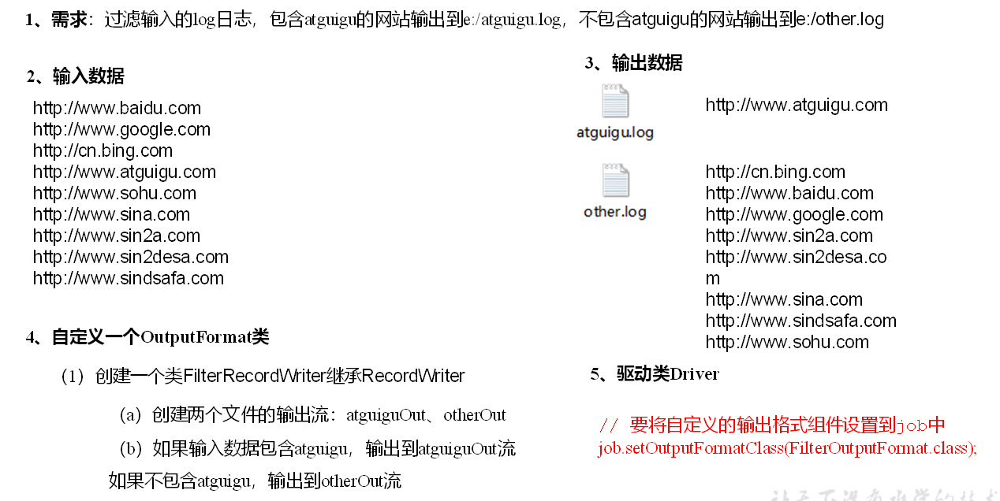 1、需求：过滤输入的log日志，包含atguigu的网站输出到e:/atguigu.log，不包含atguigu的网站输出到e:/other.log
2、输入数据
http://www.baidu.com
http://www.google.com
http://cn.bing.com
http://www.atguigu.com
http://www.sohu.com
http://www.sina.com
http://www.sin2a.com
http://www.sin2desa.com
http://www.sindsafa.com
3、输出数据
atguigu.log
http://www.atguigu.com
other.log
http://cn.bing.com
http://www.baidu.com
http://www.google.com
http://www.sin2a.com
http://www.sin2desa.co
m
http://www.sina.com
http://www.sindsafa.com
http://www.sohu.com
4、自定义一个OutputFormat类
（1）创建一个类FilterRecordWriter继承RecordWriter
（a）创建两个文件的输出流：atguiguOut、otherOut
（b）如果输入数据包含atguigu，输出到atguiguOut流
如果不包含atguigu，输出到otherOut流
5、驱动类Driver
// 要将自定义的输出格式组件设置到job中
job.setOutputFormatClass(FilterOutputFormat.class);